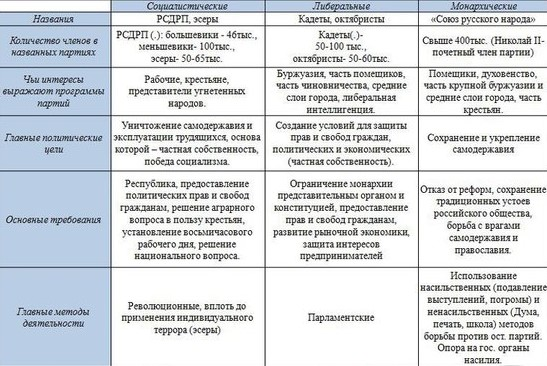 Социалистические
Либеральные
Монархические
Названия
РСДРП, эсеры
Кадеты, октябристы
«Союз русского народа»
Количество членов в
названных партиях
РСДРП (.): большевики - 46тыс.,
меньшевики- 100тыс.,
эсеры- 50-65тыс.
Кадеты(.)-
50-100 тыс.,
октябристы- 50-60тыс.
Свыше 400тыс. (Николай II-
почетный член партии)
Чьи интересы
выражают программы
партий
Рабочие, крестьяне,
представители угнетенных
народов.
Буржуазия, часть помещиков,
часть чиновничества, средние
слои города, либеральная
интеллигенция.
Помещики, духовенство,
часть крупной буржуазии и
средние слои города, часть
крестьян.
Главные политические
цели
Уничтожение самодержавия и
эксплуатации трудящихся, основа
которой – частная собственность,
победа социализма.
Создание условий для защиты
прав и свобод граждан,
политических и экономических
(частная собственность).
Сохранение и укрепление
самодержавия
Основные требования
Республика, предоставление
политических прав и свобод
гражданам, решение аграрного
вопроса в пользу крестьян,
установление восьмичасового
рабочего дня, решение
национального вопроса.
Ограничение монархии
представительным органом и
конституцией, предоставление
прав и свобод гражданам,
развитие рыночной экономики,
защита интересов
предпринимателей
Отказ от реформ, сохранение
традиционных устоев
российского общества,
борьба с врагами
самодержавия и
православия.
Главные методы
деятельности
Революционные, вплоть до
применения индивидуального
террора (эсеры)
Парламентские
Использование
насильственных (подавление
выступлений, погромы) и
ненасильственных (Дума,
печать, школа) методов
борьбы против ост. партий.
Опора на гос. органы
насилия.